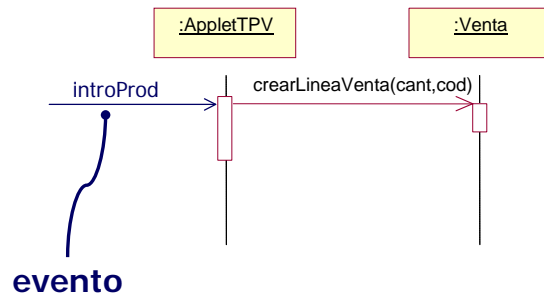 :AppletTPV
:Venta
introProd
crearLineaVenta(cant,cod)
evento